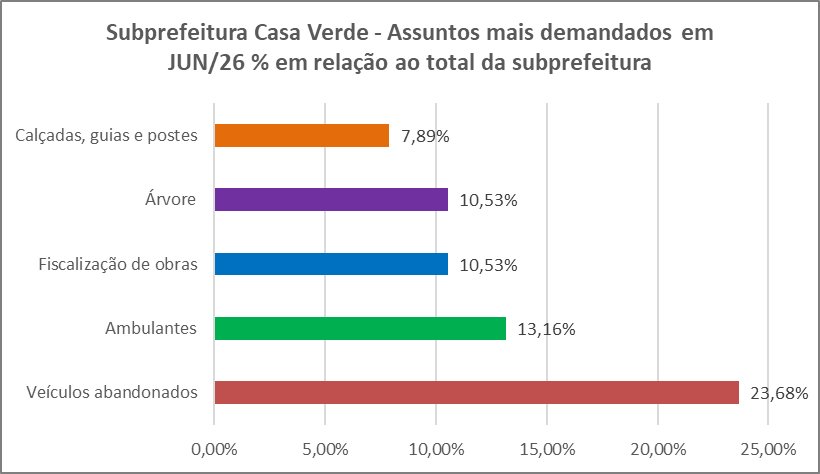 Subprefeitura Casa Verde - Assuntos mais demandados em
JUN/26 % em relação ao total da subprefeitura
Calçadas, guias e postes 7,89%
Árvore 10,53%
Fiscalização de obras 10,53%
Ambulantes 13,16%
Veículos abandonados 23,68%
0,00% 5,00% 10,00% 15,00% 20,00% 25,00%